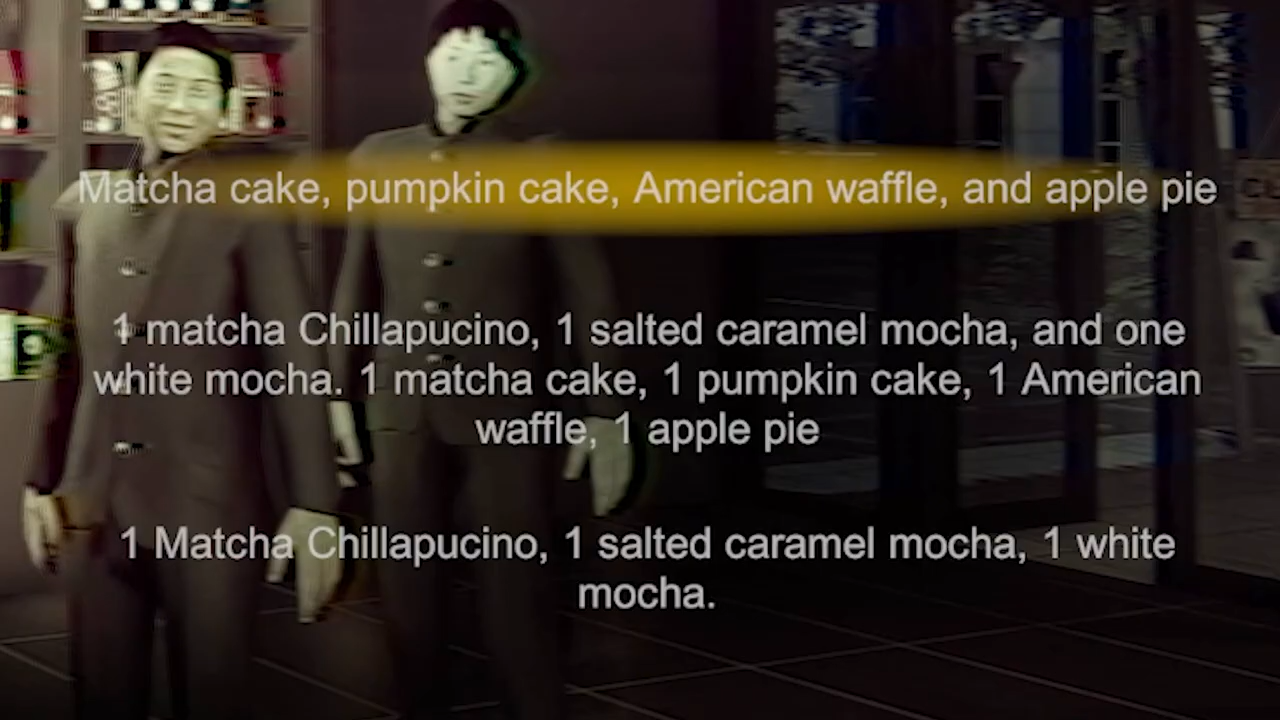 Matcha cake, pumpkin cake, American waffle, and apple pie
1 matcha Chillapucino, 1 salted caramel mocha, and one
white mocha. 1 matcha cake, 1 pumpkin cake, 1 American
waffle, 1 apple pie
1 Matcha Chillapucino, 1 salted caramel mocha, 1 white
mocha.